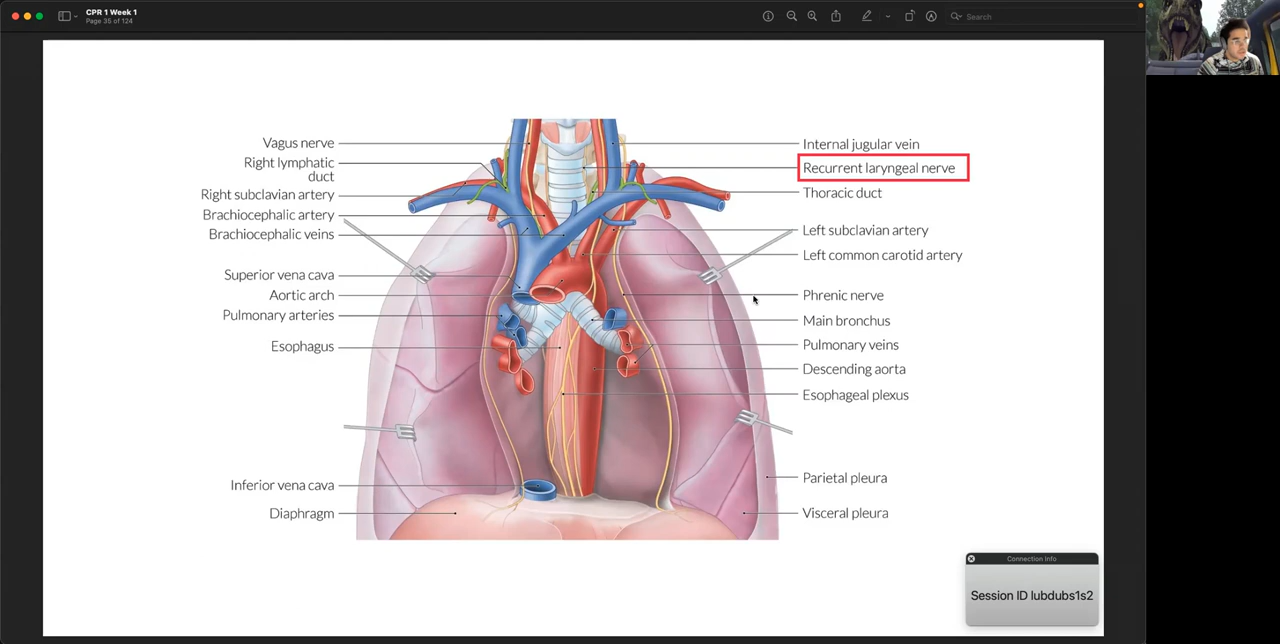 CPR 1 Week 1
Page 35 of 124
Search
Vagus nerve
Right lymphatic
duct
Right subclavian artery
Brachiocephalic artery
Brachiocephalic veins
Superior vena cava
Aortic arch
Pulmonary arteries
Esophagus
Inferior vena cava
Diaphragm
Internal jugular vein
Recurrent laryngeal nerve
Thoracic duct
Left subclavian artery
Left common carotid artery
Phrenic nerve
Main bronchus
Pulmonary veins
Descending aorta
Esophageal plexus
Parietal pleura
Visceral pleura
Connection Info
Session ID lubdubs1s2